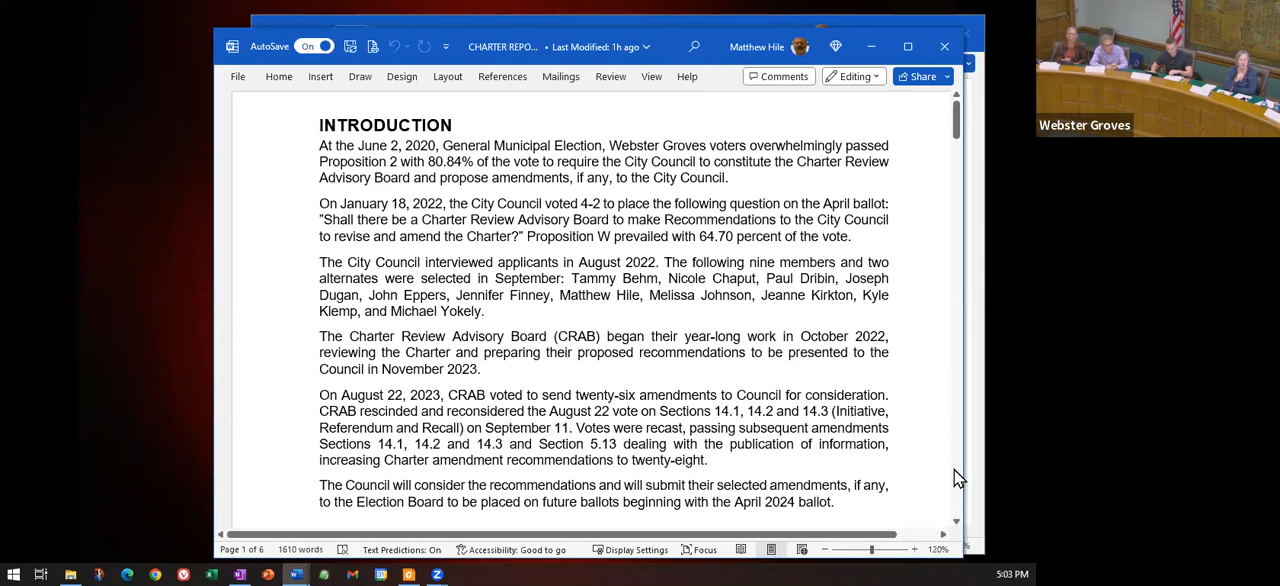 AutoSave On CHARTER REPO... • Last Modified: 1h ago Matthew Hile
File Home Insert Draw Design Layout References Mailings Review View Help Comments Editing Share
Webster Groves
INTRODUCTION
At the June 2, 2020, General Municipal Election, Webster Groves voters overwhelmingly passed
Proposition 2 with 80.84% of the vote to require the City Council to constitute the Charter Review
Advisory Board and propose amendments, if any, to the City Council.
On January 18, 2022, the City Council voted 4-2 to place the following question on the April ballot:
"Shall there be a Charter Review Advisory Board to make Recommendations to the City Council
to revise and amend the Charter?" Proposition W prevailed with 64.70 percent of the vote.
The City Council interviewed applicants in August 2022. The following nine members and two
alternates were selected in September: Tammy Behm, Nicole Chaput, Paul Dribin, Joseph
Dugan, John Eppers, Jennifer Finney, Matthew Hile, Melissa Johnson, Jeanne Kirkton, Kyle
Klemp, and Michael Yokely.
The Charter Review Advisory Board (CRAB) began their year-long work in October 2022,
reviewing the Charter and preparing their proposed recommendations to be presented to the
Council in November 2023.
On August 22, 2023, CRAB voted to send twenty-six amendments to Council for consideration.
CRAB rescinded and reconsidered the August 22 vote on Sections 14.1, 14.2 and 14.3 (Initiative,
Referendum and Recall) on September 11. Votes were recast, passing subsequent amendments
Sections 14.1, 14.2 and 14.3 and Section 5.13 dealing with the publication of information,
increasing Charter amendment recommendations to twenty-eight.
The Council will consider the recommendations and will submit their selected amendments, if any,
to the Election Board to be placed on future ballots beginning with the April 2024 ballot.
Page 1 of 6 1610 words Text Predictions: On Accessibility: Good to go Display Settings Focus 120% %
5:03 PM